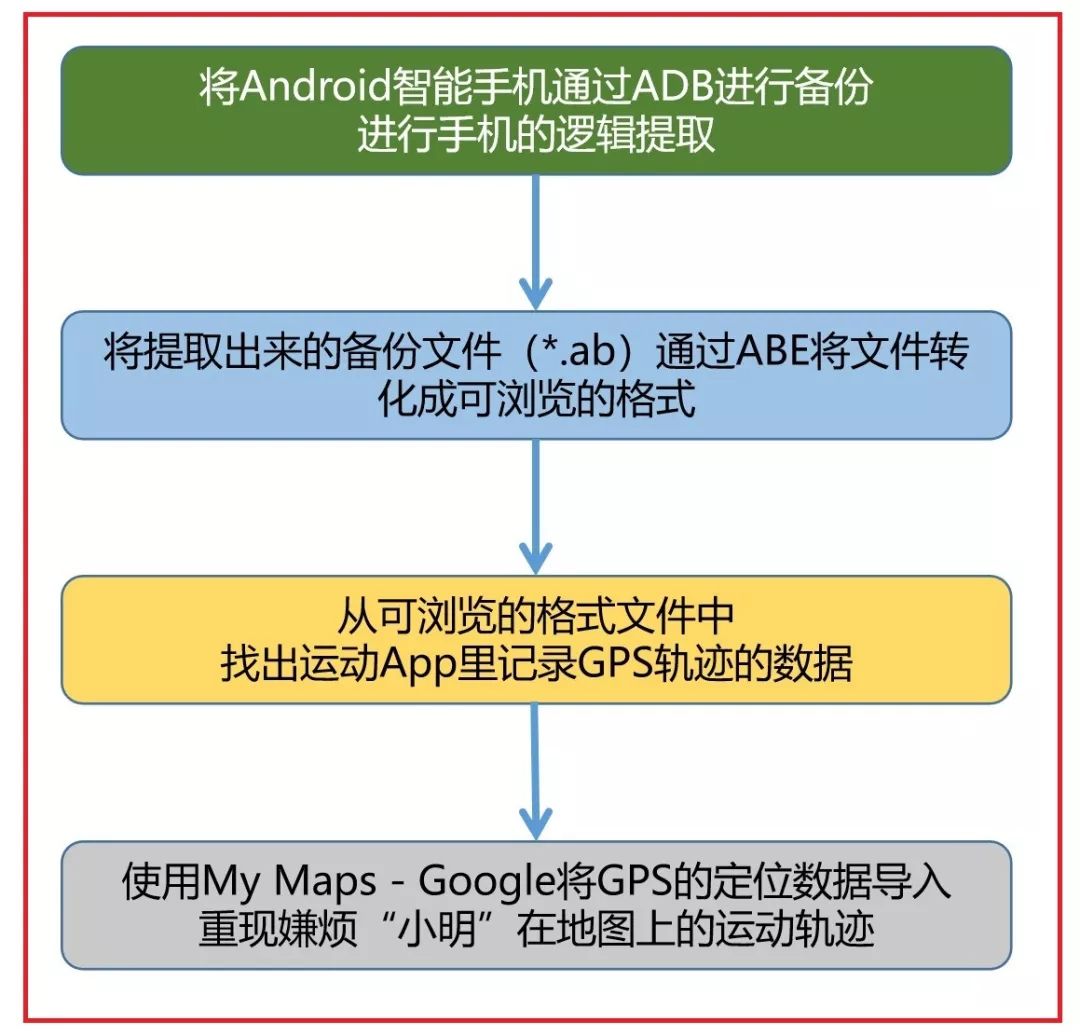 将Android智能手机通过ADB进行备份
进行手机的逻辑提取
将提取出来的备份文件（*.ab）通过ABE将文件转
化成可浏览的格式
从可浏览的格式文件中
找出运动App里记录GPS轨迹的数据
使用My Maps - Google将GPS的定位数据导入
重现嫌烦“小明”在地图上的运动轨迹